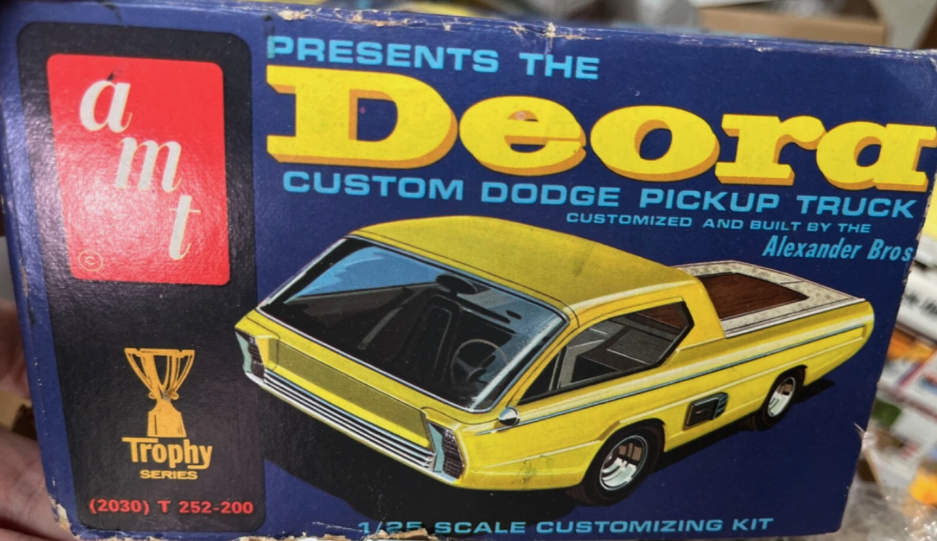 amt
©
PRESENTS THE
Deora
CUSTOM DODGE PICKUP TRUCK
CUSTOMIZED AND BUILT BY THE
Alexander Bros
Trophy
SERIES
(2030) T 252-200
1/25 SCALE CUSTOMIZING KIT